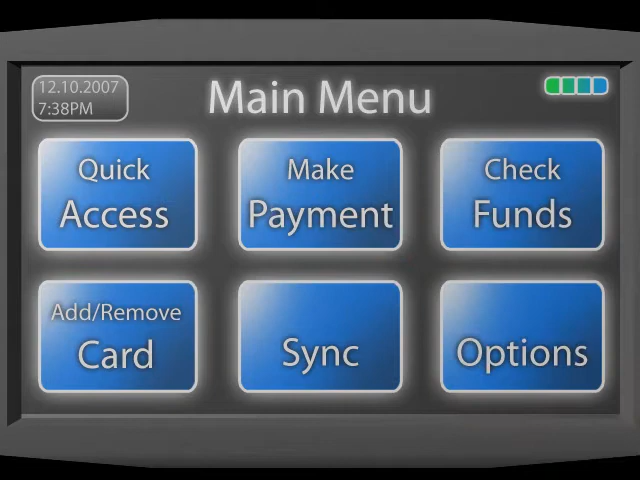 12.10.2007
7:38PM
Main Menu
Quick
Access
Make
Payment
Check
Funds
Add/Remove
Card
Sync
Options